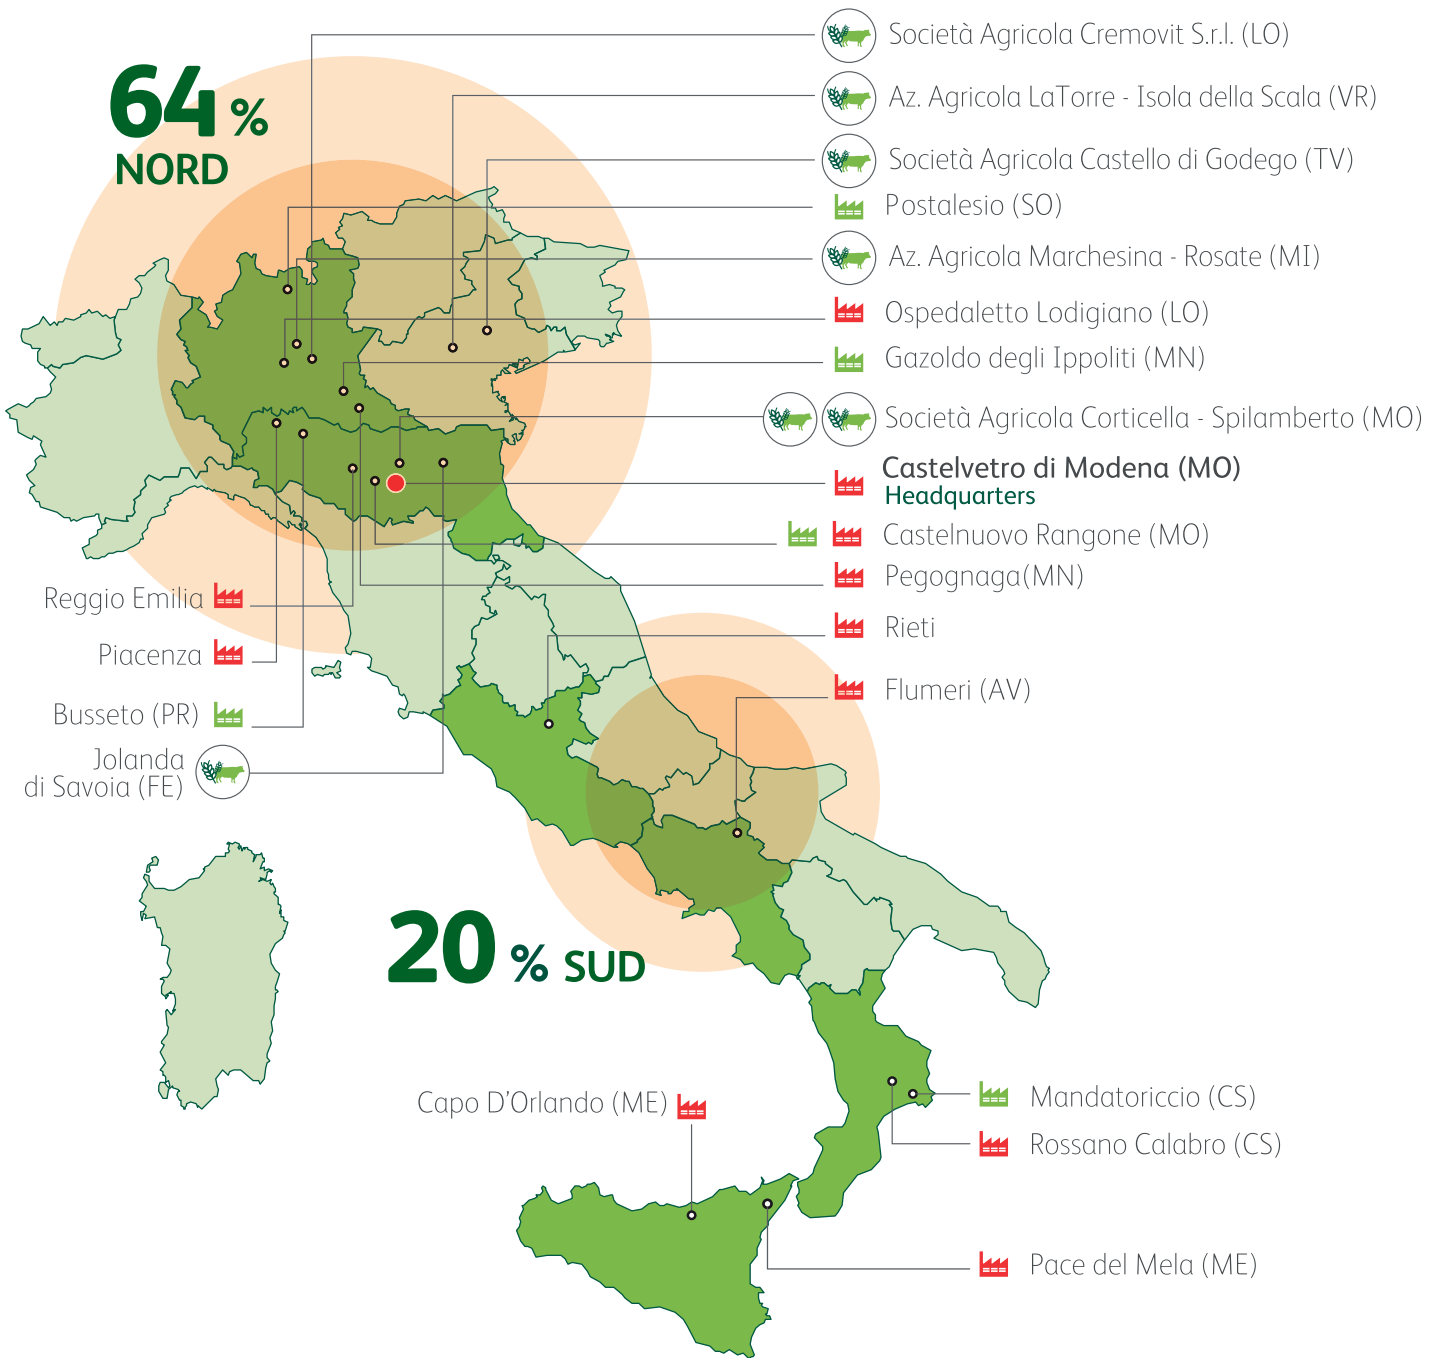 Società Agricola Cremovit S.r.l. (LO)
64 %
NORD
Az. Agricola LaTorre - Isola della Scala (VR)
Società Agricola Castello di Godego (TV)
Postalesio (SO)
Az. Agricola Marchesina - Rosate (MI)
Ospedaletto Lodigiano (LO)
Gazoldo degli Ippoliti (MN)
Società Agricola Corticella - Spilamberto (MO)
Castelvetro di Modena (MO)
Headquarters
Castelnuovo Rangone (MO)
Pegognaga(MN)
Reggio Emilia
Rieti
Piacenza
Flumeri (AV)
Busseto (PR)
Jolanda
di Savoia (FE)
20 % SUD
Mandatoriccio (CS)
Capo D'Orlando (ME)
Rossano Calabro (CS)
Pace del Mela (ME)